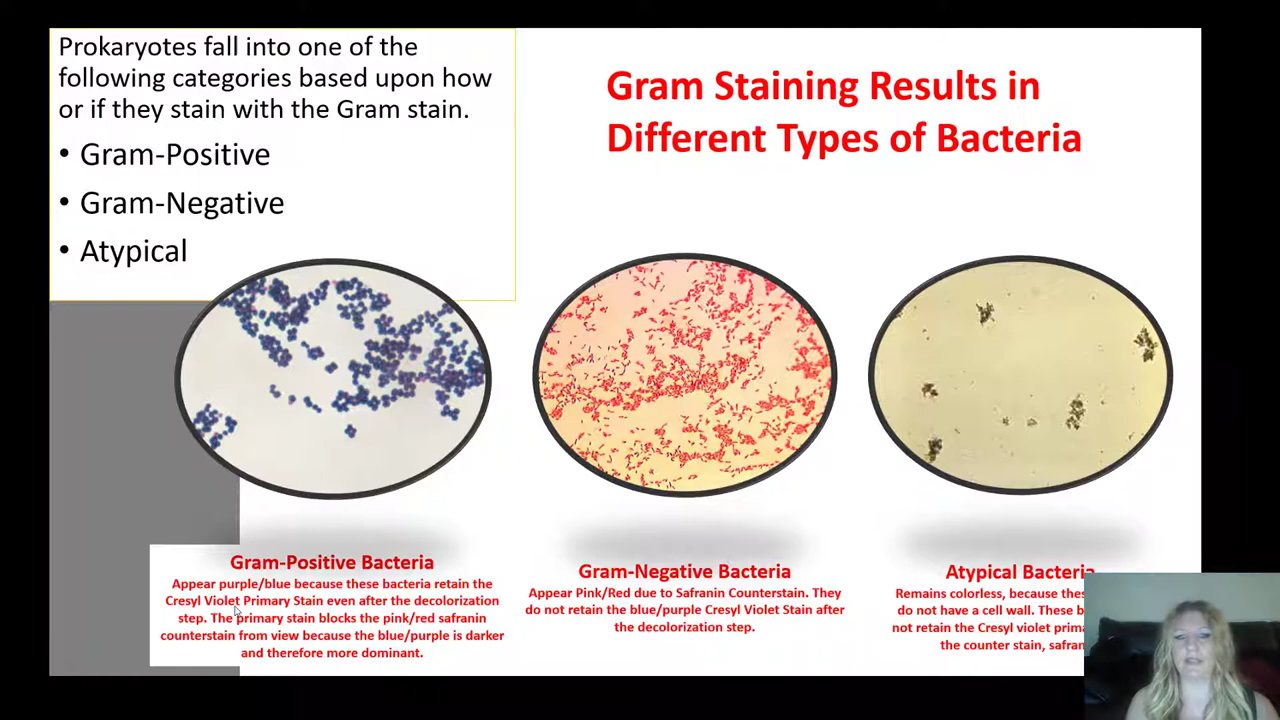 Prokaryotes fall into one of the
following categories based upon how
or if they stain with the Gram stain.
• Gram-Positive
• Gram-Negative
• Atypical
Gram Staining Results in
Different Types of Bacteria
Gram-Positive Bacteria
Appear purple/blue because these bacteria retain the
Cresyl Violet Primary Stain even after the decolorization
step. The primary stain blocks the pink/red safranin
counterstain from view because the blue/purple is darker
and therefore more dominant.
Gram-Negative Bacteria
Appear Pink/Red due to Safranin Counterstain. They
do not retain the blue/purple Cresyl Violet Stain after
the decolorization step.
Atypical Bacteria
Remains colorless, because
do not have a cell wall. These
not retain the Cresyl violet
the counter stain,